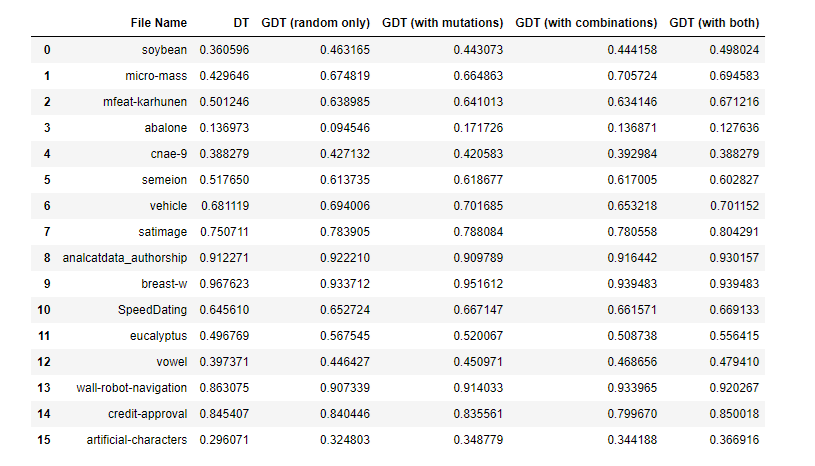 File Name DT GDT (random only) GDT (with mutations) GDT (with combinations) GDT (with both)
0 soybean 0.360596 0.463165 0.443073 0.444158 0.498024
1 micro-mass 0.429646 0.674819 0.664863 0.705724 0.694583
2 mfeat-karhunen 0.501246 0.638985 0.641013 0.634146 0.671216
3 abalone 0.136973 0.094546 0.171726 0.136871 0.127636
4 cnae-9 0.388279 0.427132 0.420583 0.392984 0.388279
5 semeion 0.517650 0.613735 0.618677 0.617005 0.602827
6 vehicle 0.681119 0.694006 0.701685 0.653218 0.701152
7 satimage 0.750711 0.783905 0.788084 0.780558 0.804291
8 analcatdata_authorship 0.912271 0.922210 0.909789 0.916442 0.930157
9 breast-w 0.967623 0.933712 0.951612 0.939483 0.939483
10 SpeedDating 0.645610 0.652724 0.667147 0.661571 0.669133
11 eucalyptus 0.496769 0.567545 0.520067 0.508738 0.556415
12 vowel 0.397371 0.446427 0.450971 0.468656 0.479410
13 wall-robot-navigation 0.863075 0.907339 0.914033 0.933965 0.920267
14 credit-approval 0.845407 0.840446 0.835561 0.799670 0.850018
15 artificial-characters 0.296071 0.324803 0.348779 0.344188 0.366916